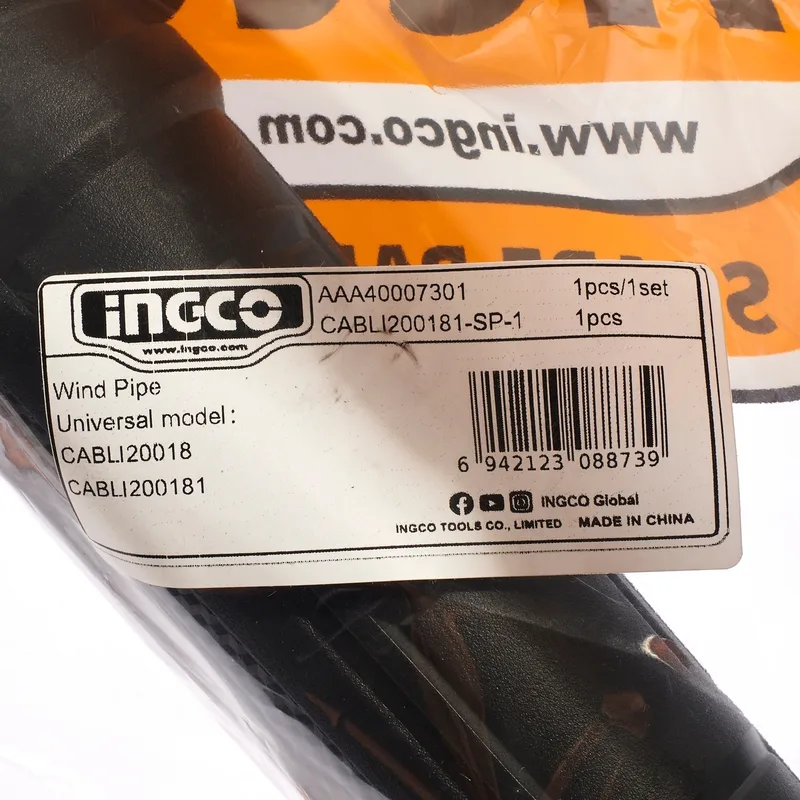 www.ingco.com
INGCO
www.ingco.com
AAA40007301 1pcs/1set
CABLI200181-SP-1 1pcs
Wind Pipe
Universal model:
CABLI20018
CABLI200181
6 942123 088739
INGCO Global
INGCO TOOLS CO., LIMITED MADE IN CHINA